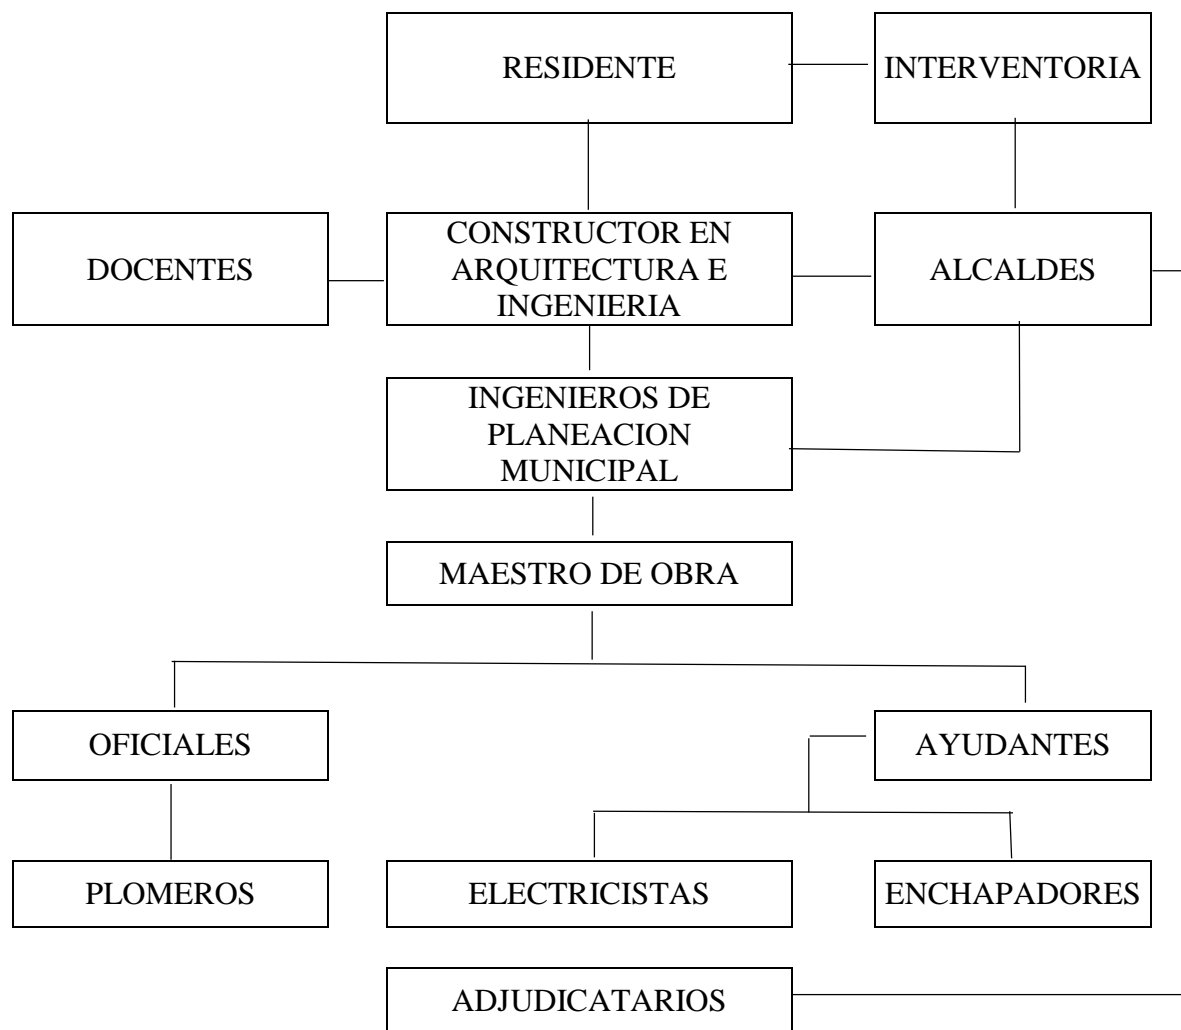 RESIDENTE
INTERVENTORIA
DOCENTES
CONSTRUCTOR EN
ARQUITECTURA E
INGENIERIA
ALCALDES
INGENIEROS DE
PLANEACION
MUNICIPAL
MAESTRO DE OBRA
OFICIALES
AYUDANTES
PLOMEROS
ELECTRICISTAS
ENCHAPADORES
ADJUDICATARIOS